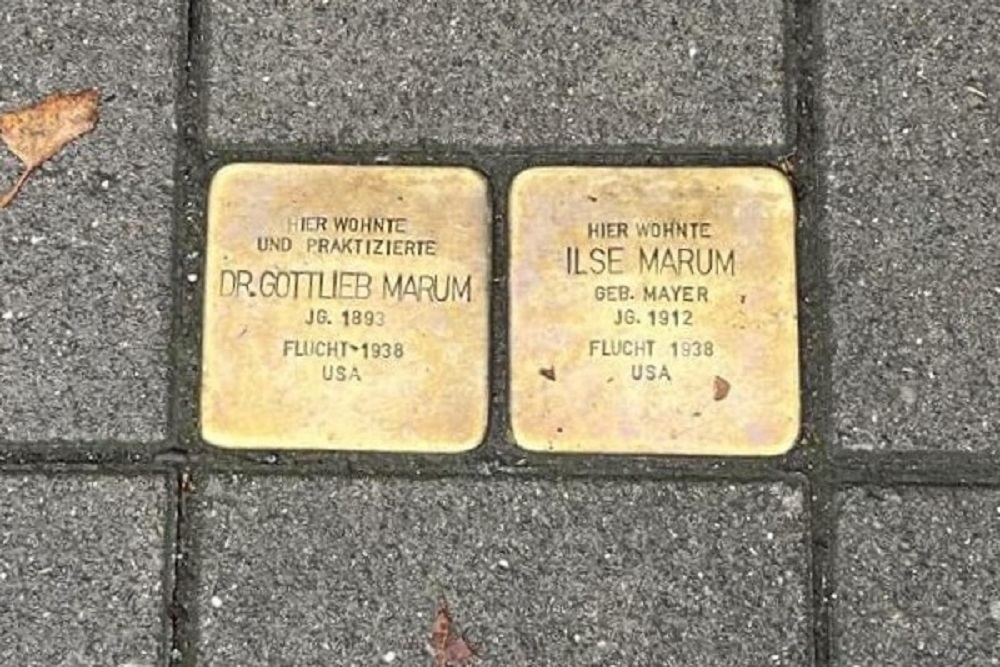 HIER WOHNTE
UND PRAKTIZIERTE
DR. GOTTLIEB MARUM
JG. 1893
FLUCHT 1938
USA
HIER WOHNTE
ILSE MARUM
GEB. MAYER
JG. 1912
FLUCHT 1938
USA